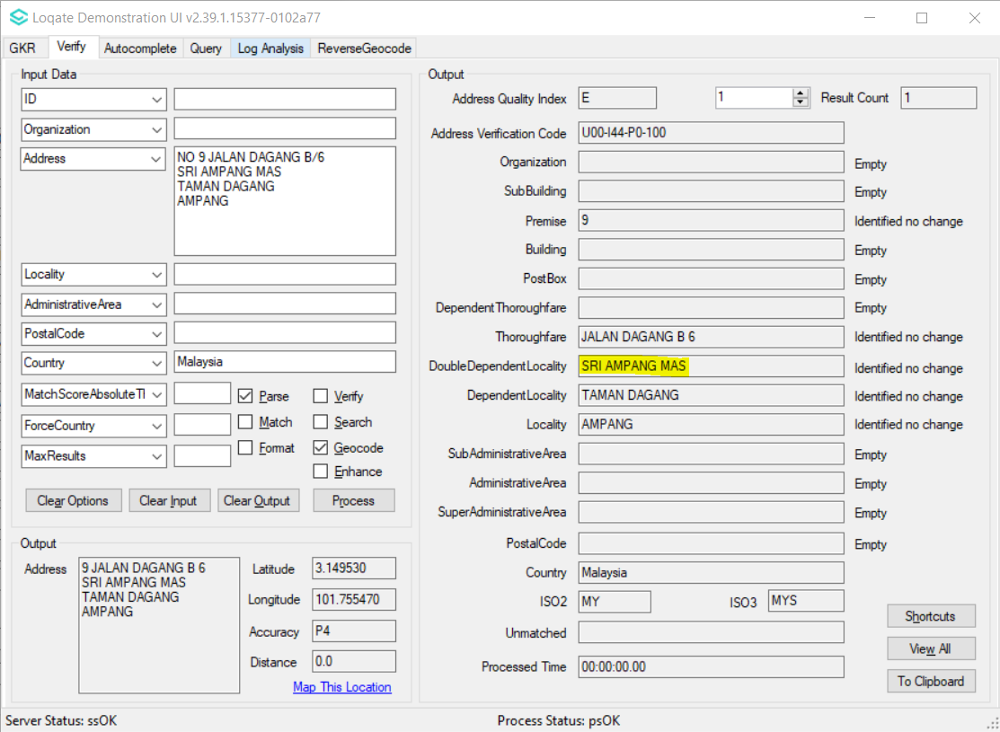 Loqate Demonstration UI v2.39.1.15377-0102a77
GKR Verify Autocomplete Query Log Analysis ReverseGeocode
Input Data
ID
Organization
Address
NO 9 JALAN DAGANG B/6
SRI AMPANG MAS
TAMAN DAGANG
AMPANG
Locality
AdministrativeArea
PostalCode
Country Malaysia
MatchScoreAbsoluteTl Parse Verify
ForceCountry Match Search
MaxResults Format Geocode
Enhance
Clear Options Clear Input Clear Output Process
Output
Address
9 JALAN DAGANG B 6
SRI AMPANG MAS
TAMAN DAGANG
AMPANG
Latitude 3.149530
Longitude 101.755470
Accuracy P4
Distance 0.0
Map This Location
Output
Address Quality Index E 1 Result Count 1
Address Verification Code U00-I44-P0-100
Organization Empty
SubBuilding Empty
Premise 9 Identified no change
Building Empty
PostBox Empty
DependentThoroughfare Empty
Thoroughfare JALAN DAGANG B 6 Identified no change
DoubleDependentLocality SRI AMPANG MAS Identified no change
DependentLocality TAMAN DAGANG Identified no change
Locality AMPANG Identified no change
SubAdministrativeArea Empty
AdministrativeArea Empty
SuperAdministrativeArea Empty
PostalCode Empty
Country Malaysia
ISO2 MY ISO3 MYS
Unmatched
Processed Time 00:00:00.00
Shortcuts
View All
To Clipboard
Server Status: ssOK Process Status: psOK